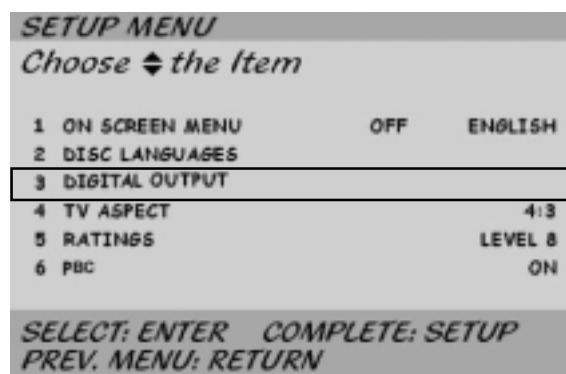 SETUP MENU
Choose ⬍ the Item
1 ON SCREEN MENU OFF ENGLISH
2 DISC LANGUAGES
3 DIGITAL OUTPUT
4 TV ASPECT 4:3
5 RATINGS LEVEL 8
6 PBC ON
SELECT: ENTER COMPLETE: SETUP
PREV. MENU: RETURN